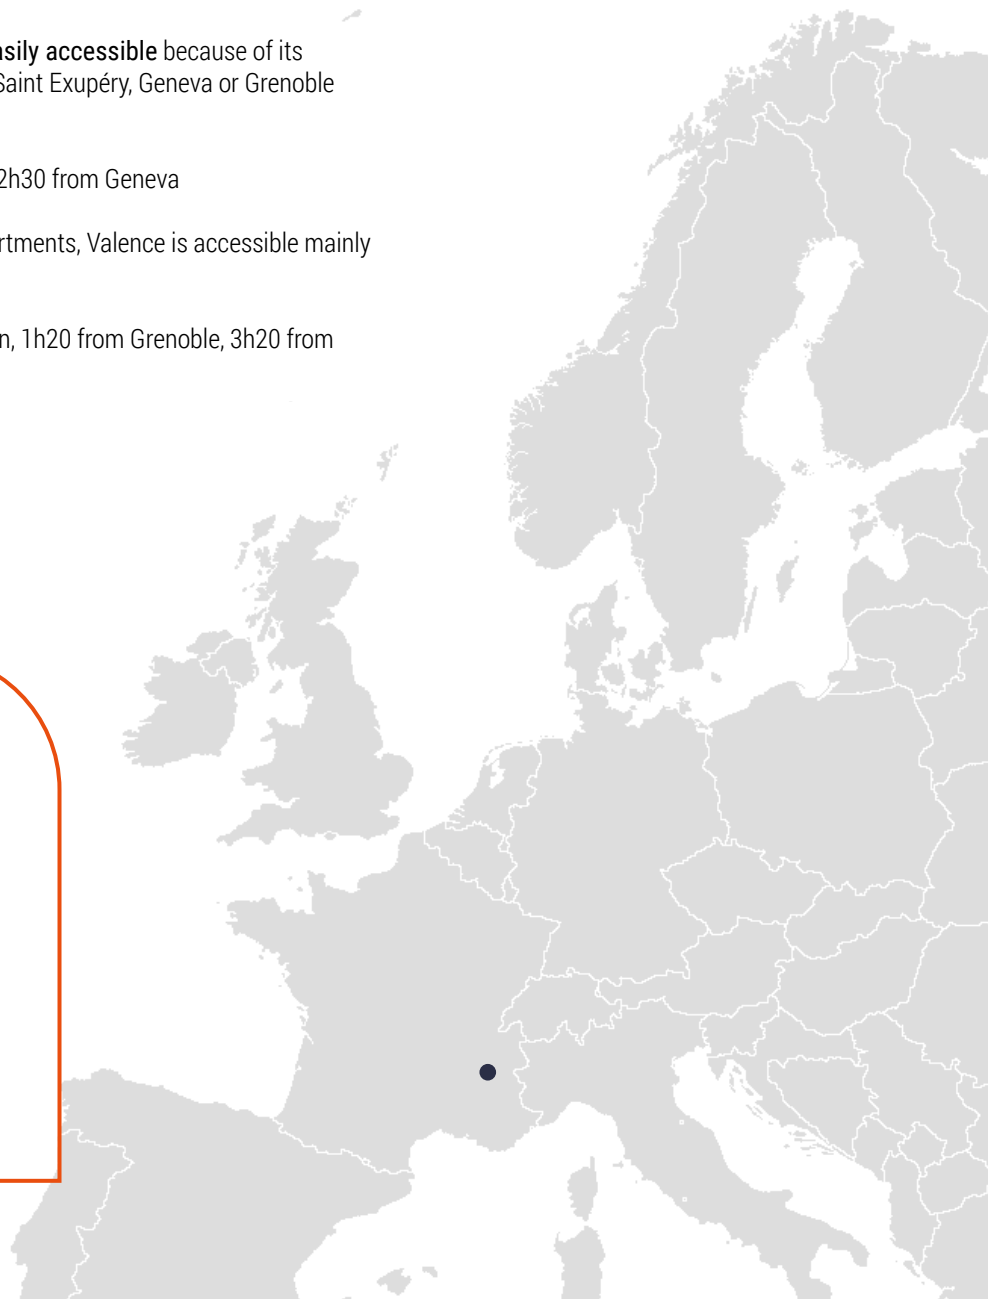 asily accessible because of its
Saint Exupéry, Geneva or Grenoble
2h30 from Geneva
rtments, Valence is accessible mainly
n, 1h20 from Grenoble, 3h20 from